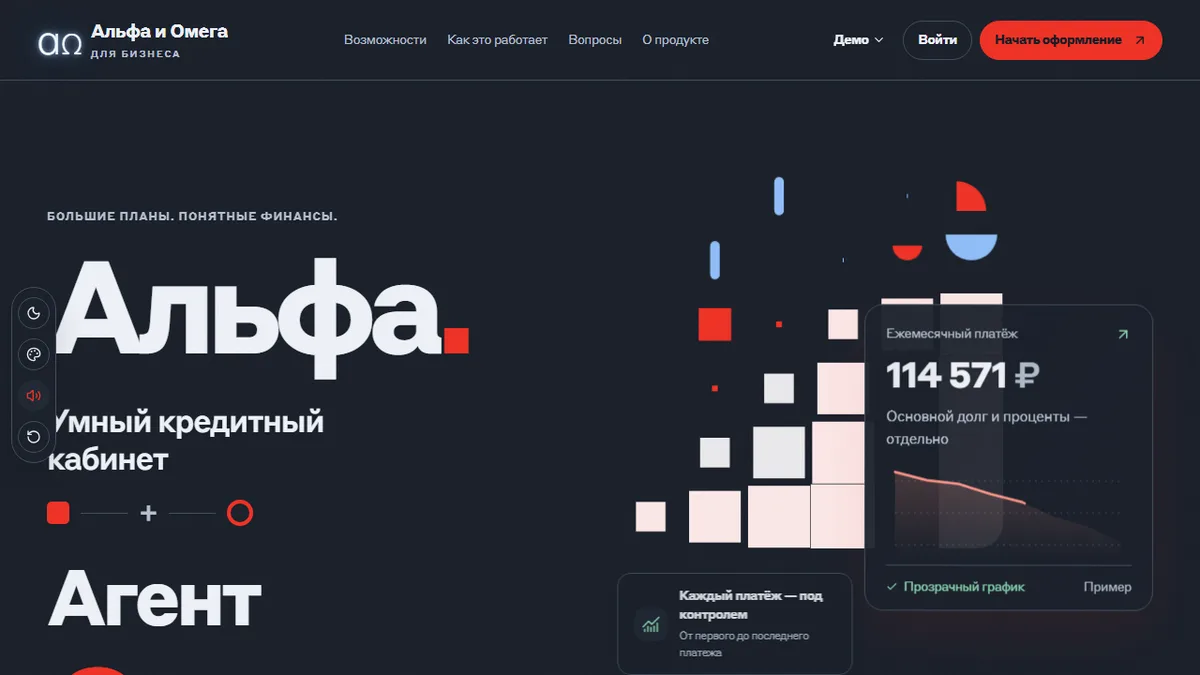 αΩ
Альфа и Омега
ДЛЯ БИЗНЕСА
Возможности
Как это работает
Вопросы
О продукте
Демо
Войти
Начать оформление
БОЛЬШИЕ ПЛАНЫ. ПОНЯТНЫЕ ФИНАНСЫ.
Альфа.
Умный кредитный
кабинет
Агент
Ежемесячный платёж
114 571 ₽
Основной долг и проценты —
отдельно
Прозрачный график
Пример
Каждый платёж — под
контролем
От первого до последнего
платежа